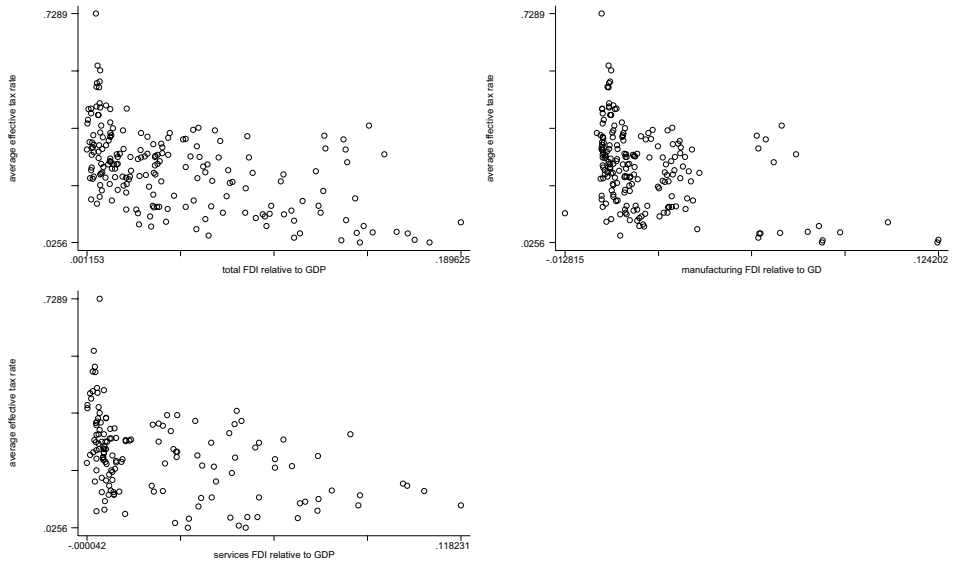 .7289
average effective tax rate
.0256
.001153
.189625
total FDI relative to GDP
.7289
average effective tax rate
.0256
-.012815
.124202
manufacturing FDI relative to GD
.7289
average effective tax rate
.0256
-.000042
.118231
services FDI relative to GDP